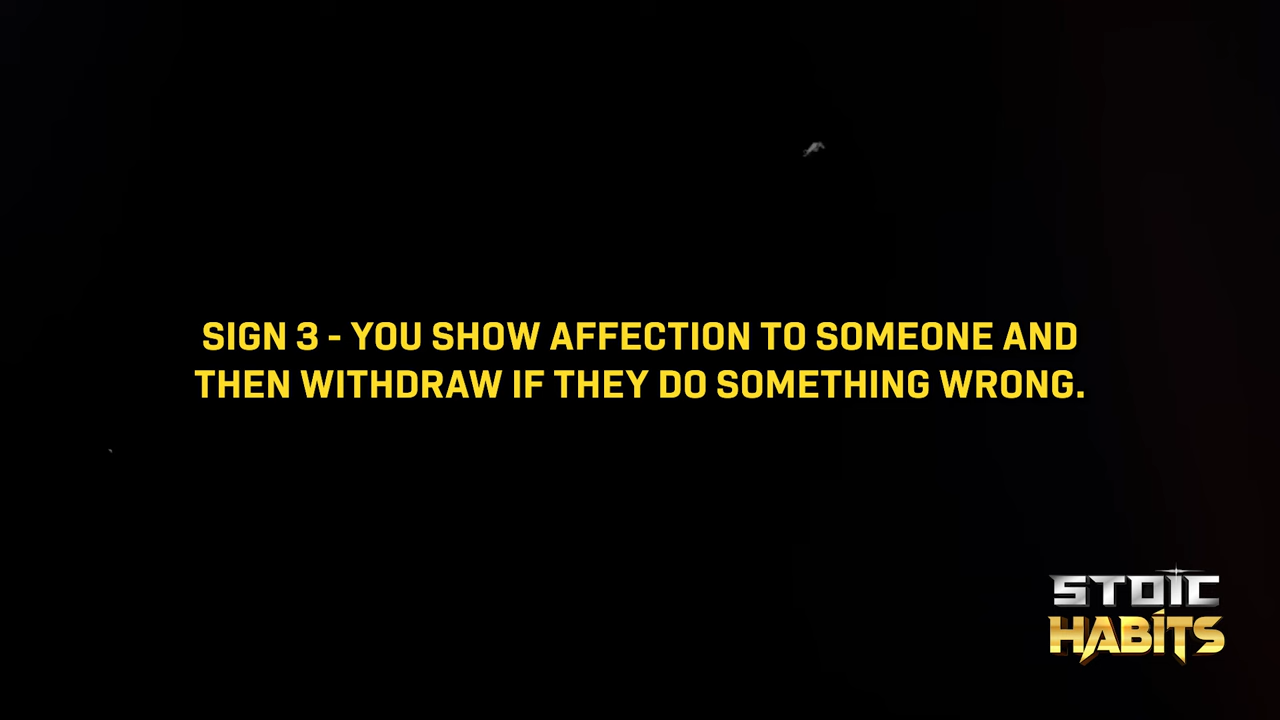 SIGN 3 - YOU SHOW AFFECTION TO SOMEONE AND
THEN WITHDRAW IF THEY DO SOMETHING WRONG.
STOIC
HABITS